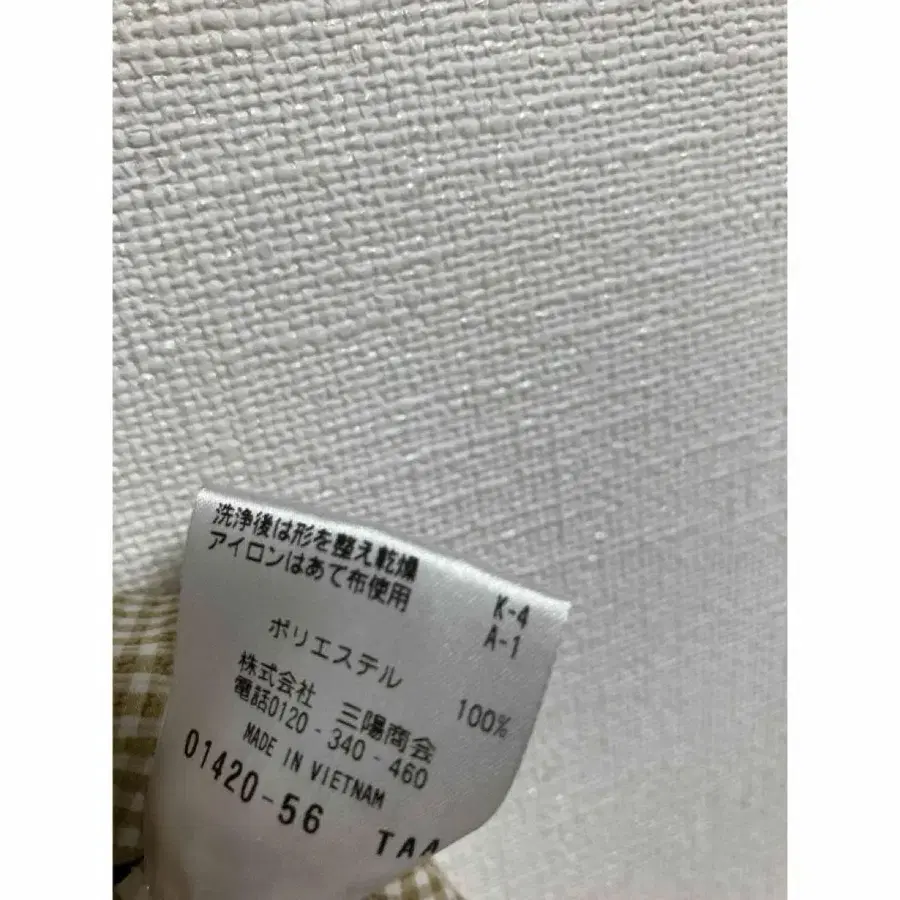 洗浄後は形を整え乾燥
アイロンはあて布使用
K-4
A-1
ポリエステル 100%
株式会社 三陽商会
電話0120-340-460
MADE IN VIETNAM
01420-56 TA4